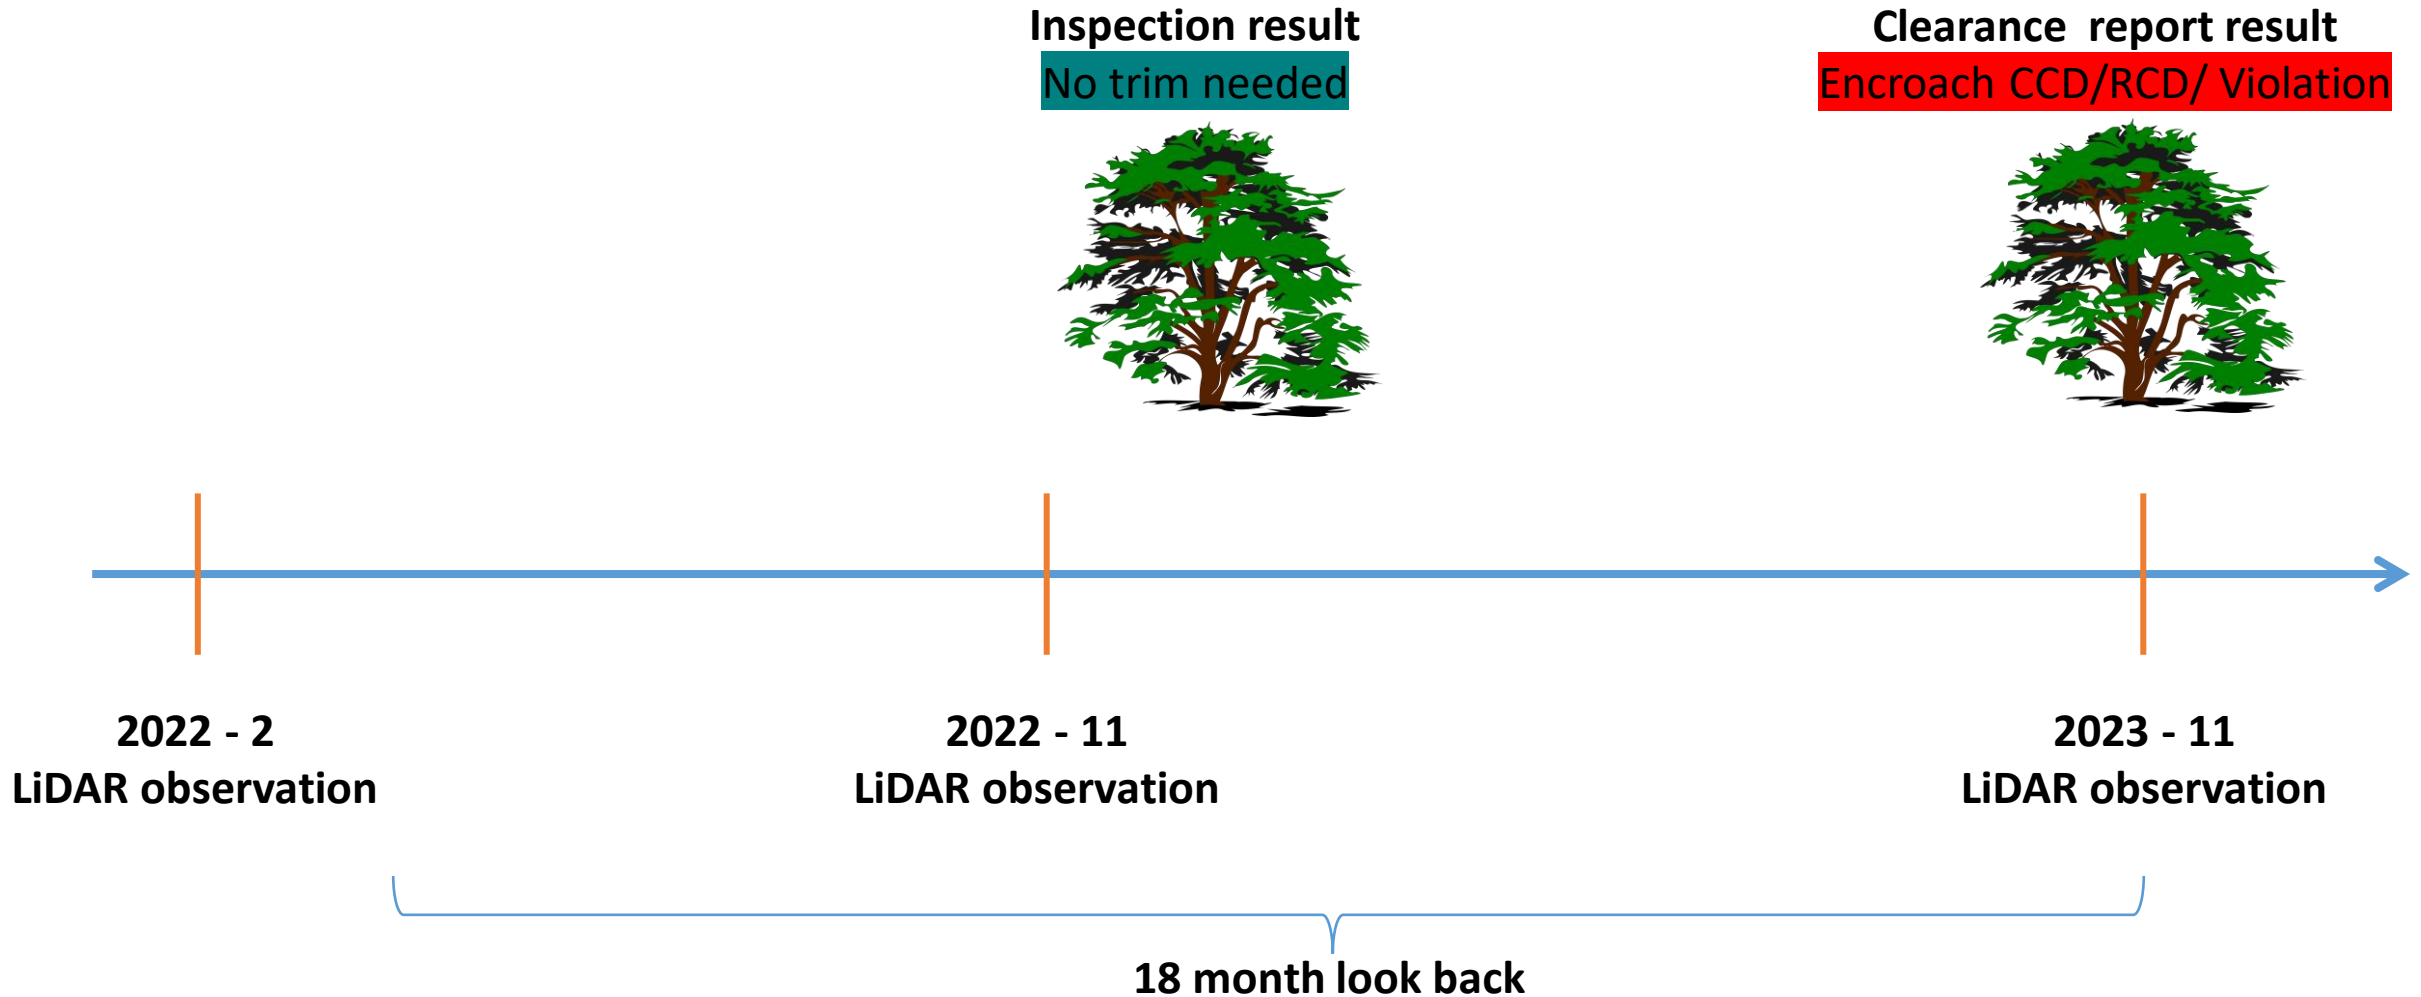 Inspection result
No trim needed
Clearance  report result
Encroach CCD/RCD/ Violation
2022 - 2
LiDAR observation
2022 - 11
LiDAR observation
2023 - 11
LiDAR observation
18 month look back